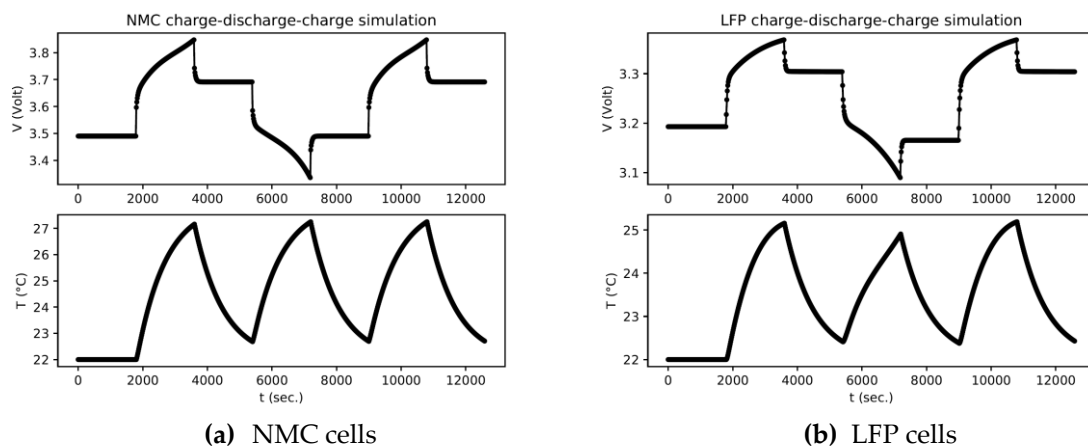 NMC charge-discharge-charge simulation
V (Volt)
3.8
3.7
3.6
3.5
3.4
0 2000 4000 6000 8000 10000 12000
T (°C)
27
26
25
24
23
22
0 2000 4000 6000 8000 10000 12000
t (sec.)
(a) NMC cells
LFP charge-discharge-charge simulation
V (Volt)
3.3
3.2
3.1
0 2000 4000 6000 8000 10000 12000
T (°C)
25
24
23
22
0 2000 4000 6000 8000 10000 12000
t (sec.)
(b) LFP cells